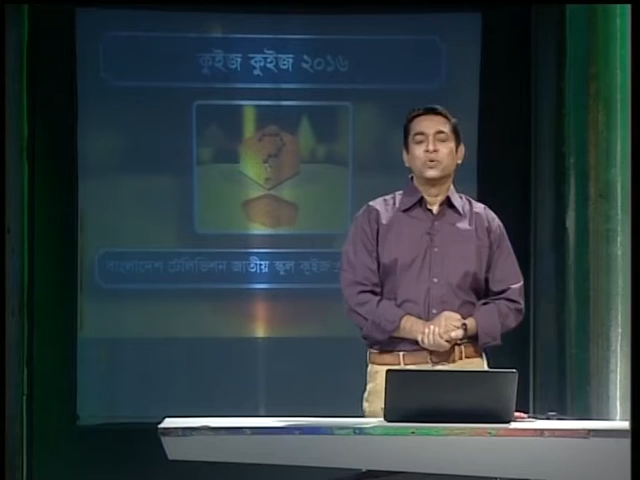 কুইজ কুইজ ২০১৬
বাংলাদেশ টেলিভিশন জাতীয় স্কুল কুইজ